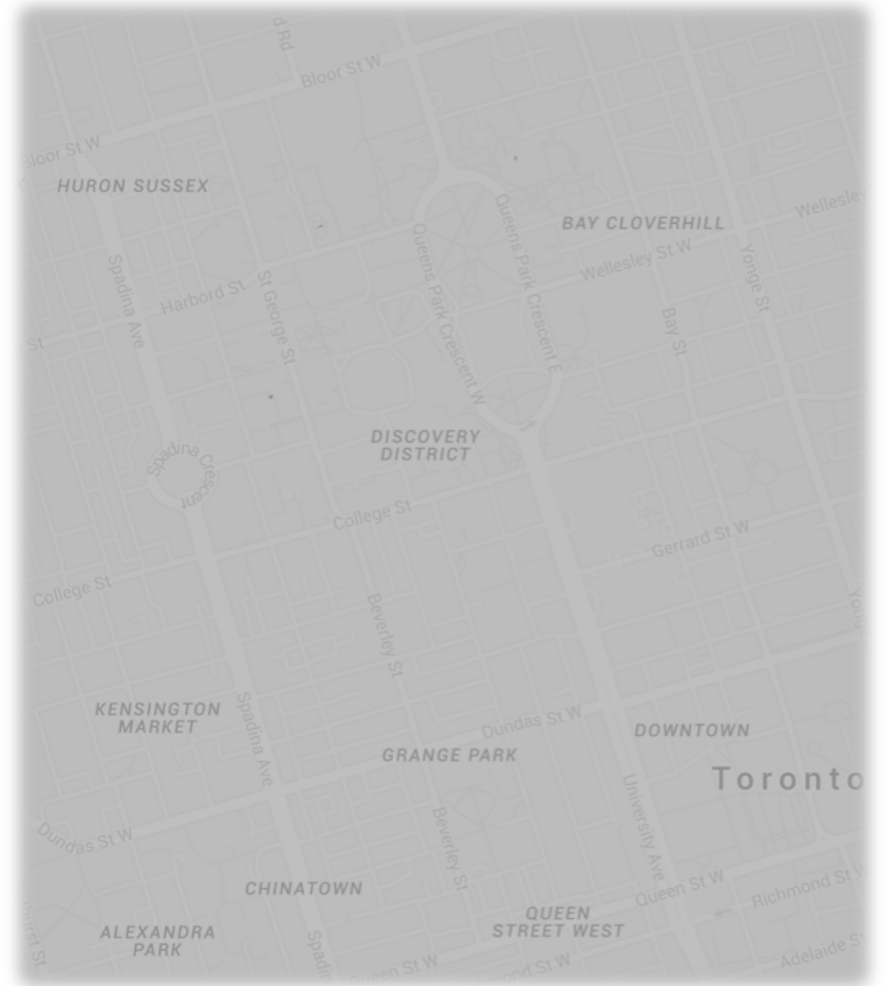 Bloor St W
Bloor St W
HURON SUSSEX
BAY CLOVERHILL
Wellesley
Wellesley St W
Queens Park Crescent E
Queens Park Crescent W
Yonge St
Spadina Ave
Harbord St
St George St
Bay St
St
DISCOVERY
DISTRICT
Spadina Crescent
College St
Gerrard St W
College St
Beverley St
KENSINGTON
MARKET
Spadina Ave
Dundas St W
DOWNTOWN
GRANGE PARK
Toronto
University Ave
Dundas St W
Beverley St
CHINATOWN
Queen St W
Richmond St W
QUEEN
STREET WEST
ALEXANDRA
PARK
Adelaide S
Spadin
Queen St W
mond St W